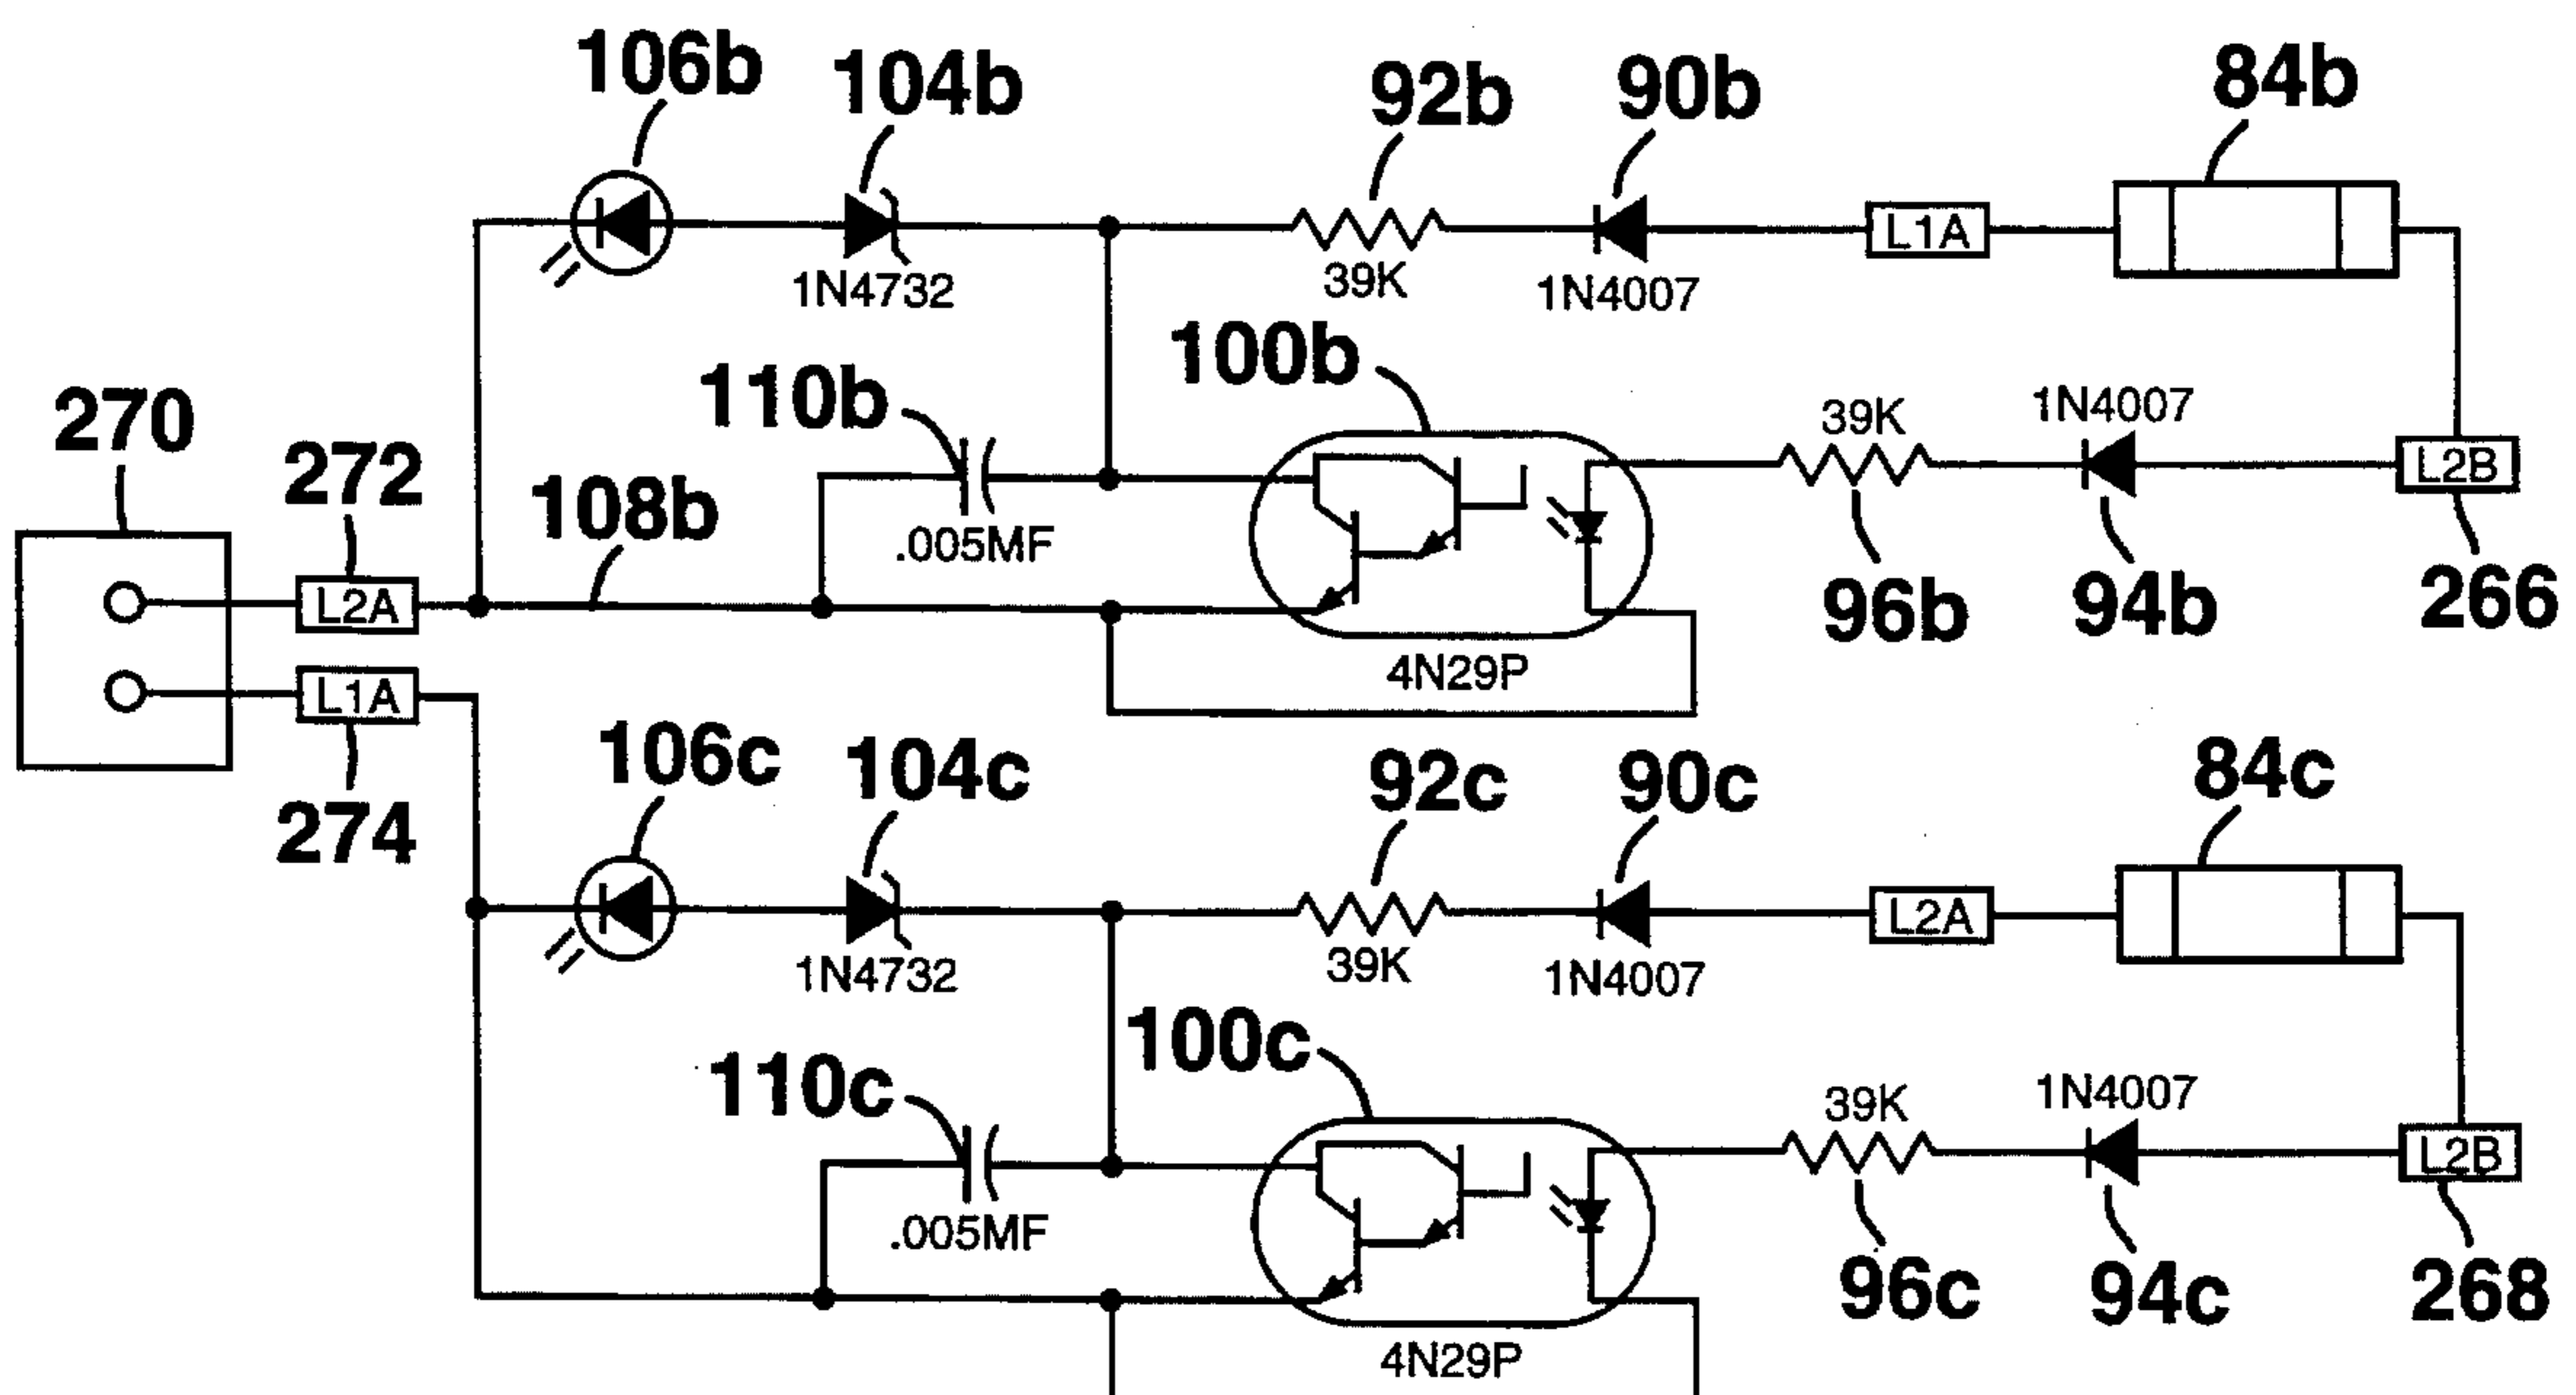 106b 104b 92b 90b 84b
L1A
1N4732 39K 1N4007
100b
110b 39K 1N4007
270 272 L2B
108b .005MF
L2A 96b 94b 266
4N29P
L1A
106c 104c 92c 90c 84c
274
L2A
1N4732 39K 1N4007
100c
110c 39K 1N4007
L2B
.005MF
96c 94c 268
4N29P